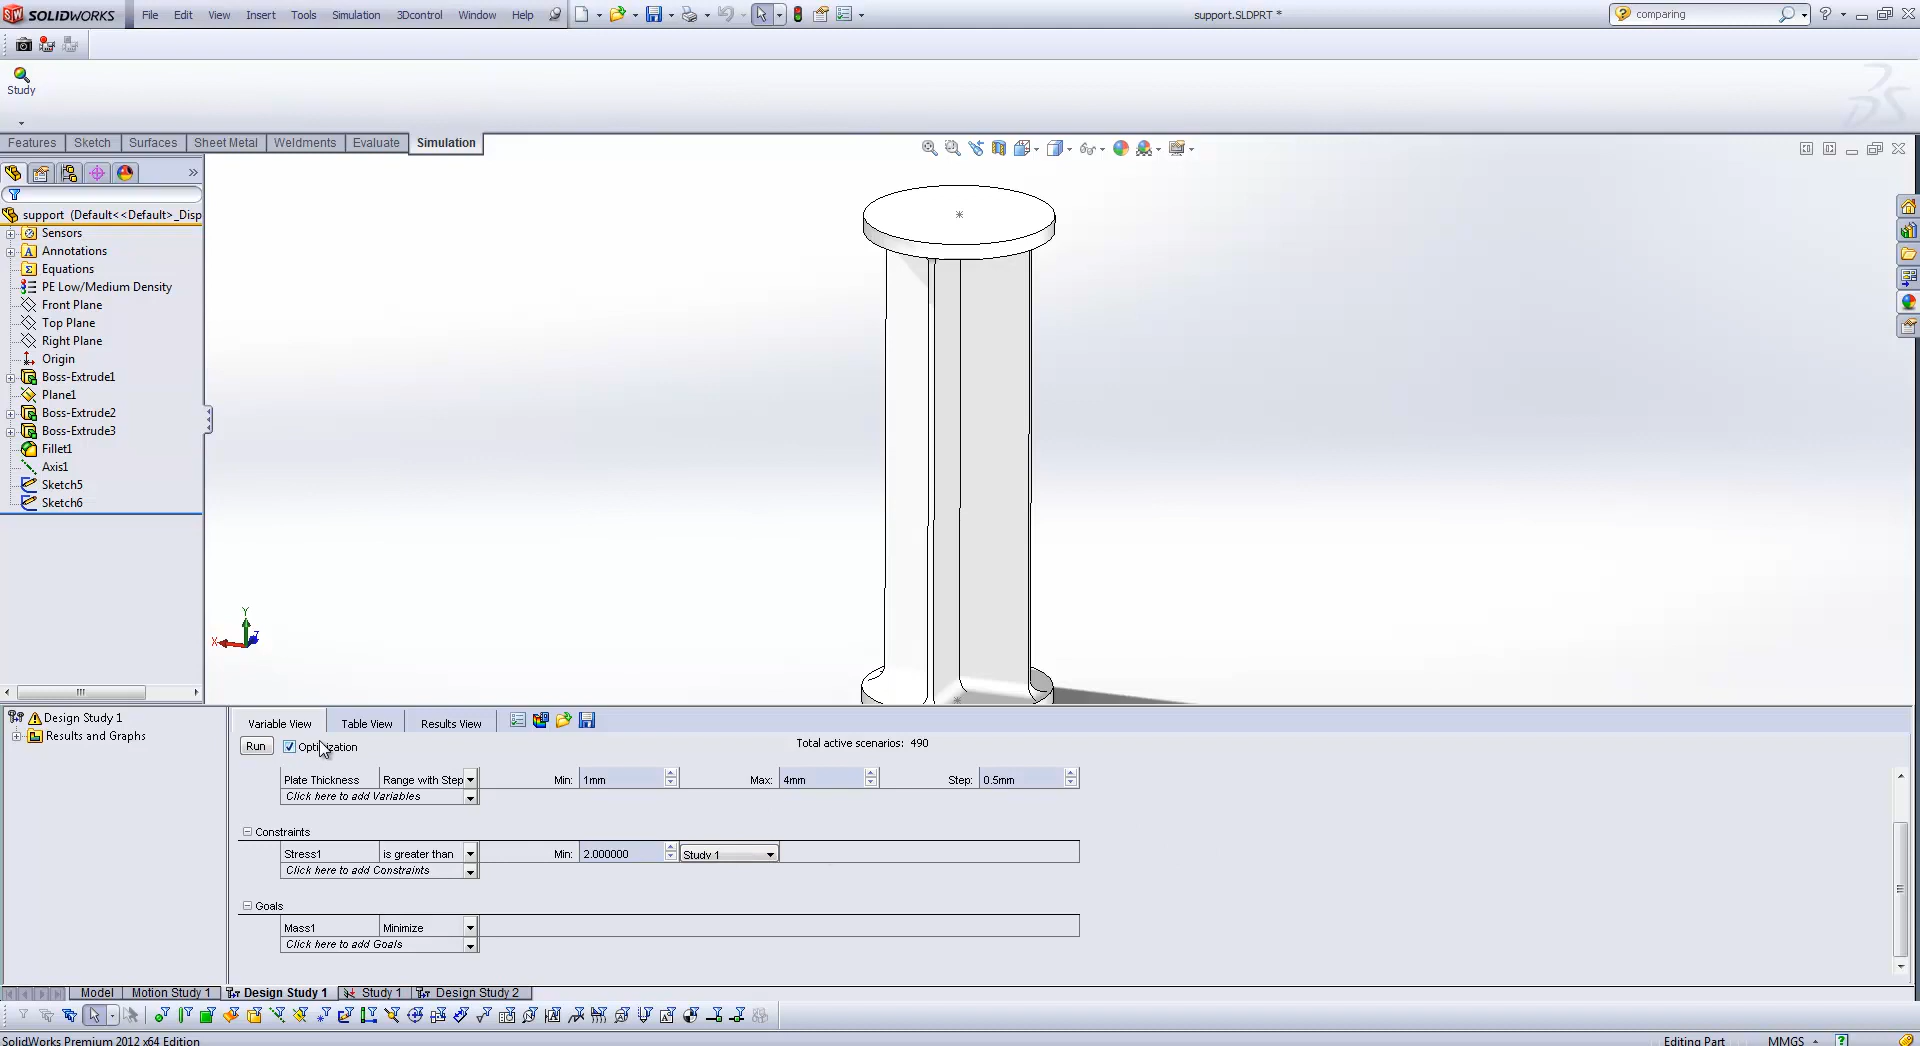 SOLIDWORKS File Edit View Insert Tools Simulation 3Dcontrol Window Help support.SLDPRT * comparing
Study
Features Sketch Surfaces Sheet Metal Weldments Evaluate Simulation
support (Default<<Default>_Disp
Sensors
Annotations
Equations
PE Low/Medium Density
Front Plane
Top Plane
Right Plane
Origin
Boss-Extrude1
Plane1
Boss-Extrude2
Boss-Extrude3
Fillet1
Axis1
Sketch5
Sketch6
Y
X Z
Design Study 1
Results and Graphs
Variable View Table View Results View
Run Optimization Total active scenarios: 490
Plate Thickness Range with Step Min: 1mm Max: 4mm Step: 0.5mm
Click here to add Variables
Constraints
Stress1 is greater than Min: 2.000000 Study 1
Click here to add Constraints
Goals
Mass1 Minimize
Click here to add Goals
Model Motion Study 1 Design Study 1 Study 1 Design Study 2
SolidWorks Premium 2012 x64 Edition Editing Part MMGS